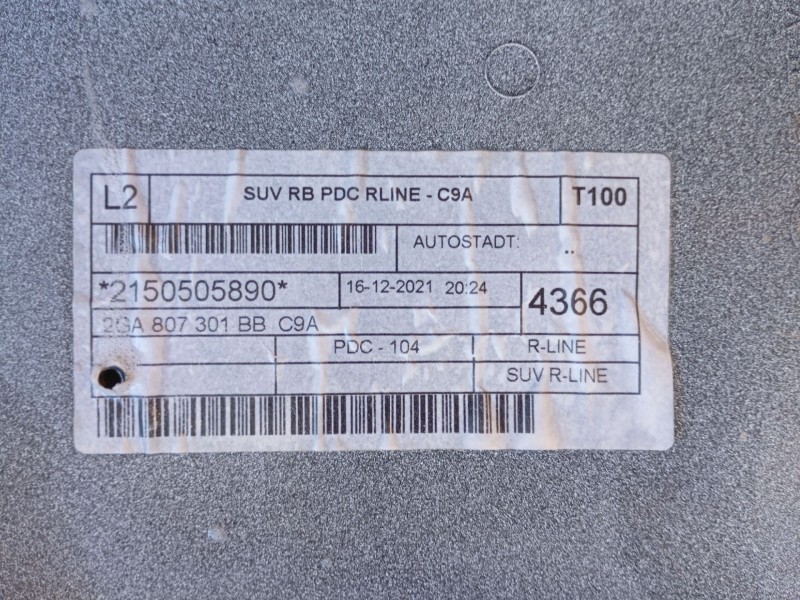 L2 SUV RB PDC RLINE - C9A T100
AUTOSTADT: ..
*2150505890* 16-12-2021 20:24 4366
2GA 807 301 BB C9A
PDC - 104 R-LINE
SUV R-LINE